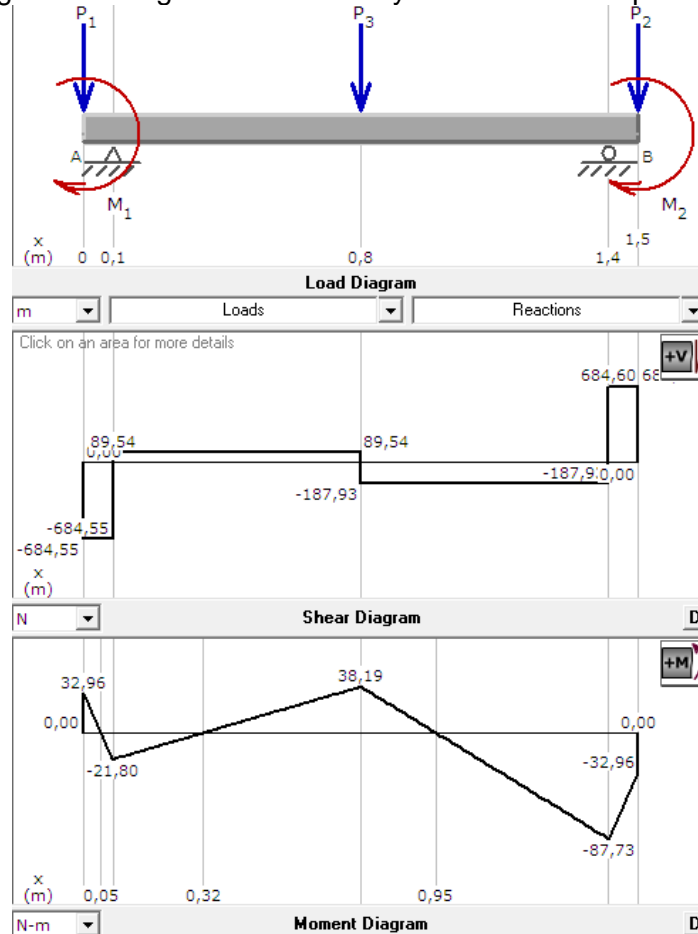 P1 P3 P2
A B
M1 M2
x
(m) 0 0,1 0,8 1,4 1,5
Load Diagram
m Loads Reactions
Click on an area for more details
+V
684,60
89,54 89,54
0,00
-187,93 0,00
-187,93
-684,55
-684,55
x
(m)
N Shear Diagram D
+M
32,96 38,19
0,00 0,00
-21,80 -32,96
-87,73
x
(m) 0,05 0,32 0,95
N-m Moment Diagram D